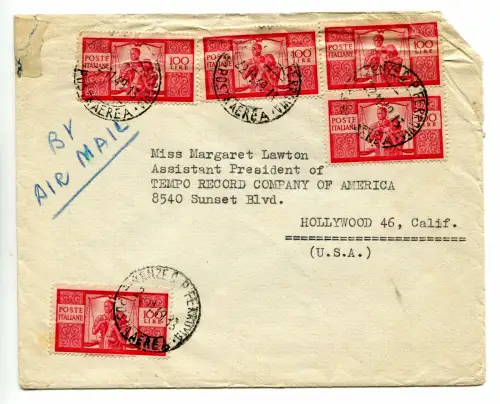 POSTE
ITALIANE
100
LIRE
POSTE
ITALIANE
100
LIRE
POSTE
ITALIANE
100
LIRE
POSTE
ITALIANE
100
LIRE
POSTA AEREA
BY
AIR MAIL
Miss Margaret Lawton
Assistant President of
TEMPO RECORD COMPANY OF AMERICA
8540 Sunset Blvd.
HOLLYWOOD 46, Calif.
(U.S.A.)
POSTE
ITALIANE
100
LIRE